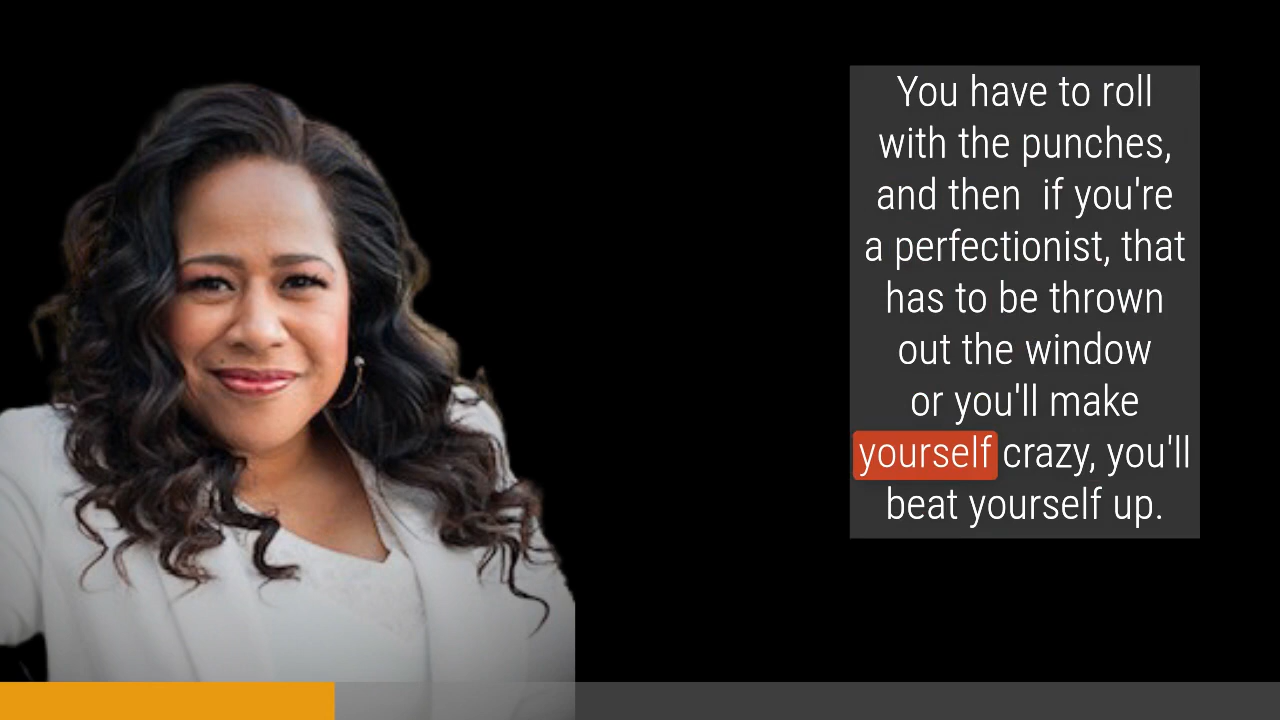 You have to roll
with the punches,
and then  if you're
a perfectionist, that
has to be thrown
out the window
or you'll make
yourself crazy, you'll
beat yourself up.